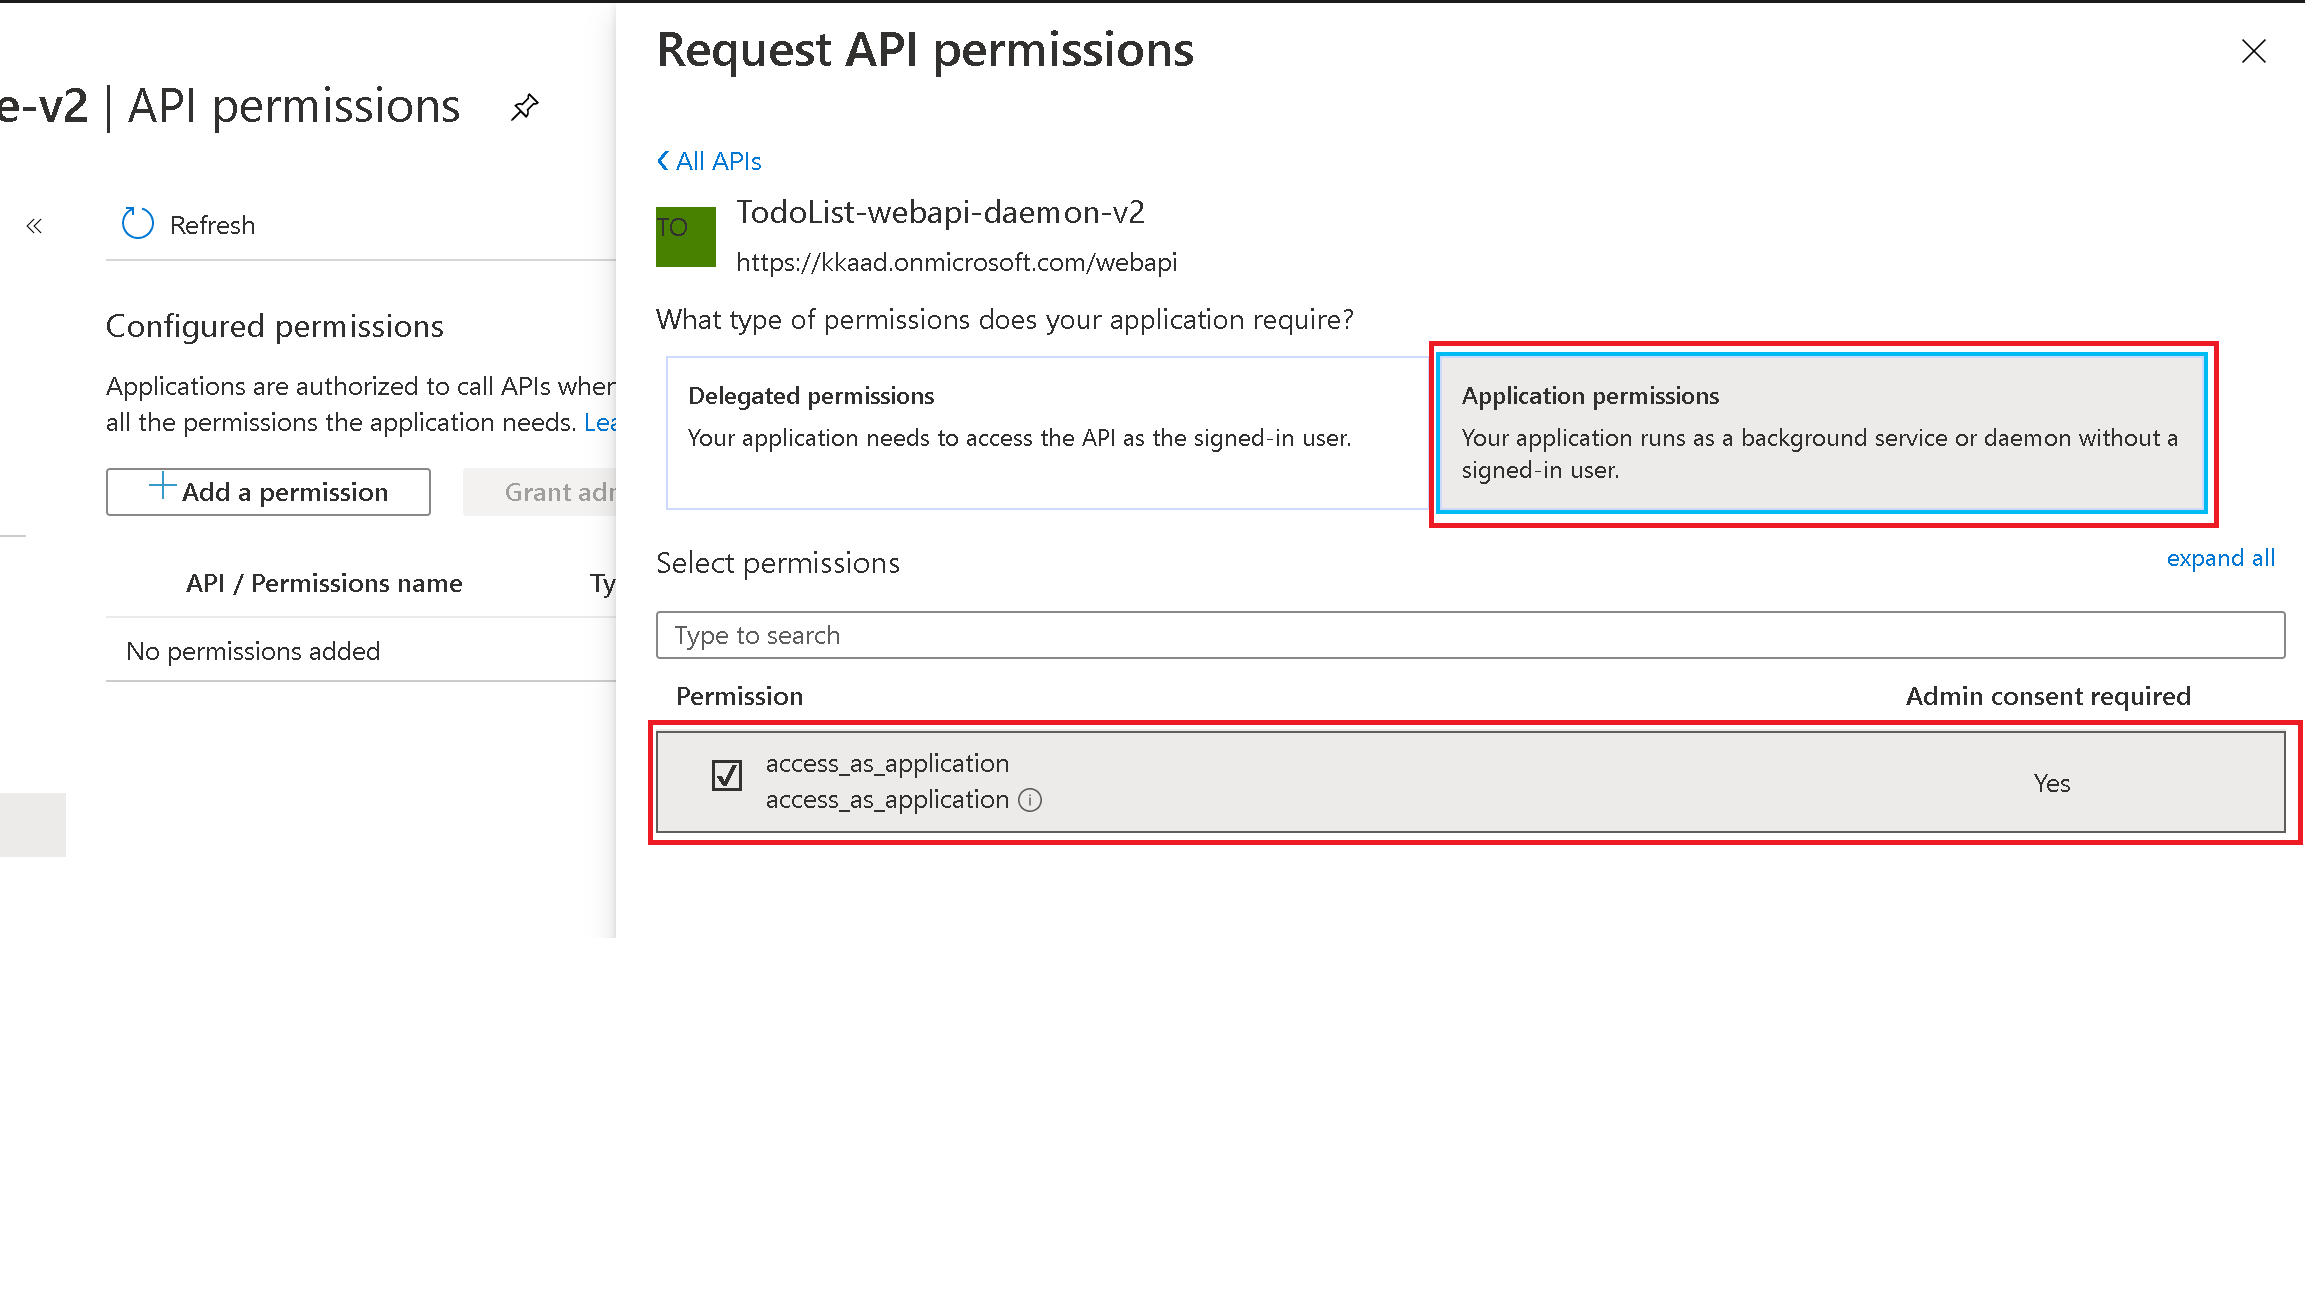 e-v2 | API permissions
«
Refresh
Configured permissions
Applications are authorized to call APIs wher
all the permissions the application needs. Lea
Add a permission
Grant adr
API / Permissions name
Ty
No permissions added
Request API permissions
All APIs
TO
TodoList-webapi-daemon-v2
https://kkaad.onmicrosoft.com/webapi
What type of permissions does your application require?
Delegated permissions
Your application needs to access the API as the signed-in user.
Application permissions
Your application runs as a background service or daemon without a
signed-in user.
Select permissions
expand all
Type to search
Permission
Admin consent required
access_as_application
access_as_application
Yes